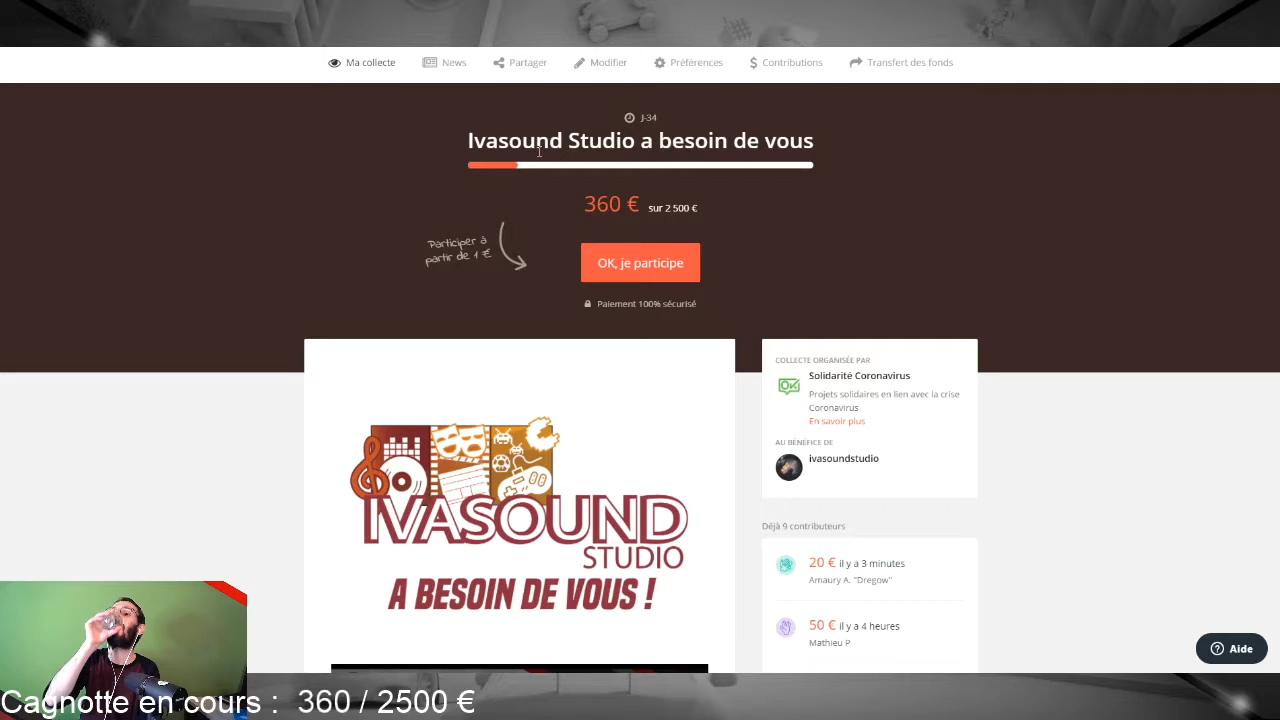 Ma collecte
News
Partager
Modifier
Préférences
Contributions
Transfert des fonds
J-34
Ivasound Studio a besoin de vous
360 € sur 2 500 €
Participer à
partir de 1 €
OK, je participe
Paiement 100% sécurisé
IVASOUND
STUDIO
A BESOIN DE VOUS !
COLLECTE ORGANISÉE PAR
OK
Solidarité Coronavirus
Projets solidaires en lien avec la crise
Coronavirus
En savoir plus
AU BÉNÉFICE DE
ivasoundstudio
Déjà 9 contributeurs
20 € il y a 3 minutes
Amaury A. "Dregow"
50 € il y a 4 heures
Mathieu P
Aide
Cagnotte en cours : 360 / 2500 €